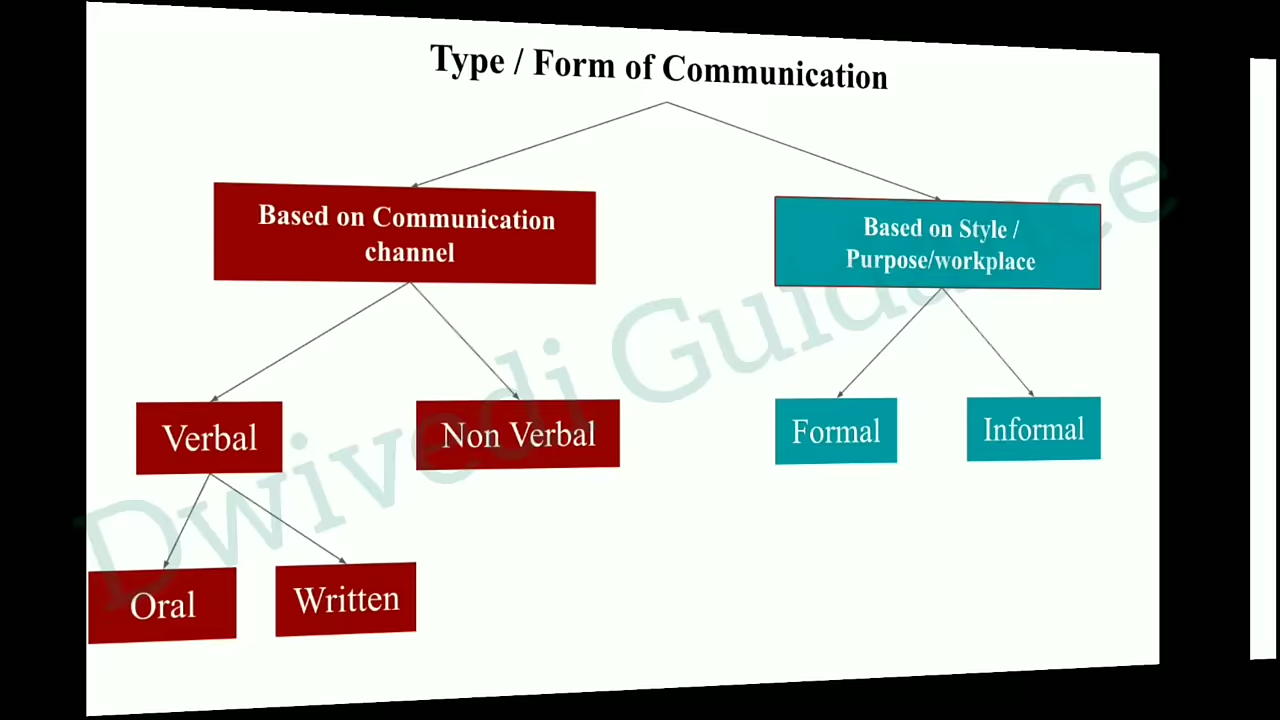 Type / Form of Communication
Based on Communication
channel
Based on Style /
Purpose/workplace
Verbal
Non Verbal
Formal
Informal
Oral
Written
Dwivedi Guidance